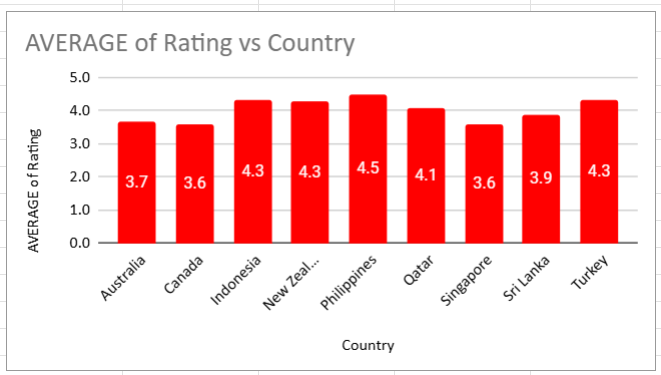 AVERAGE of Rating vs Country
AVERAGE of Rating
5.0
4.0
3.0
2.0
1.0
0.0
3.7
3.6
4.3
4.3
4.5
4.1
3.6
3.9
4.3
Australia
Canada
Indonesia
New Zeal...
Philippines
Qatar
Singapore
Sri Lanka
Turkey
Country